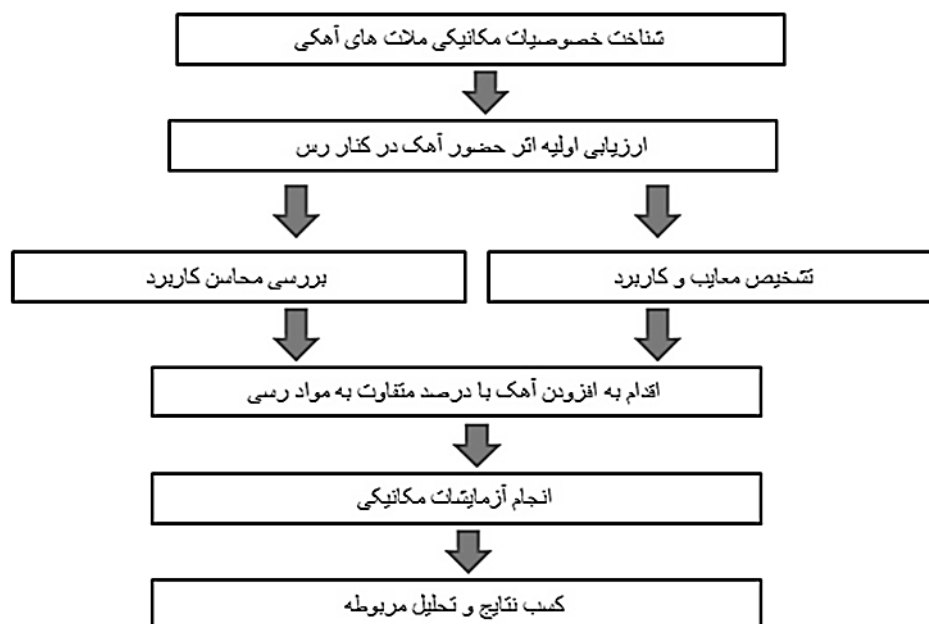 شناخت خصوصیات مکانیکی ملات های آهکی
ارزیابی اولیه اثر حضور آهک در کنار رس
تشخیص معایب و کاربرد
بررسی محاسن کاربرد
اقدام به افزودن آهک با درصد متفاوت به مواد رسی
انجام آزمایشات مکانیکی
کسب نتایج و تحلیل مربوطه